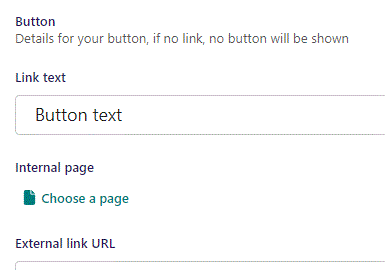 Button
Details for your button, if no link, no button will be shown
Link text
Button text
Internal page
Choose a page
External link URL